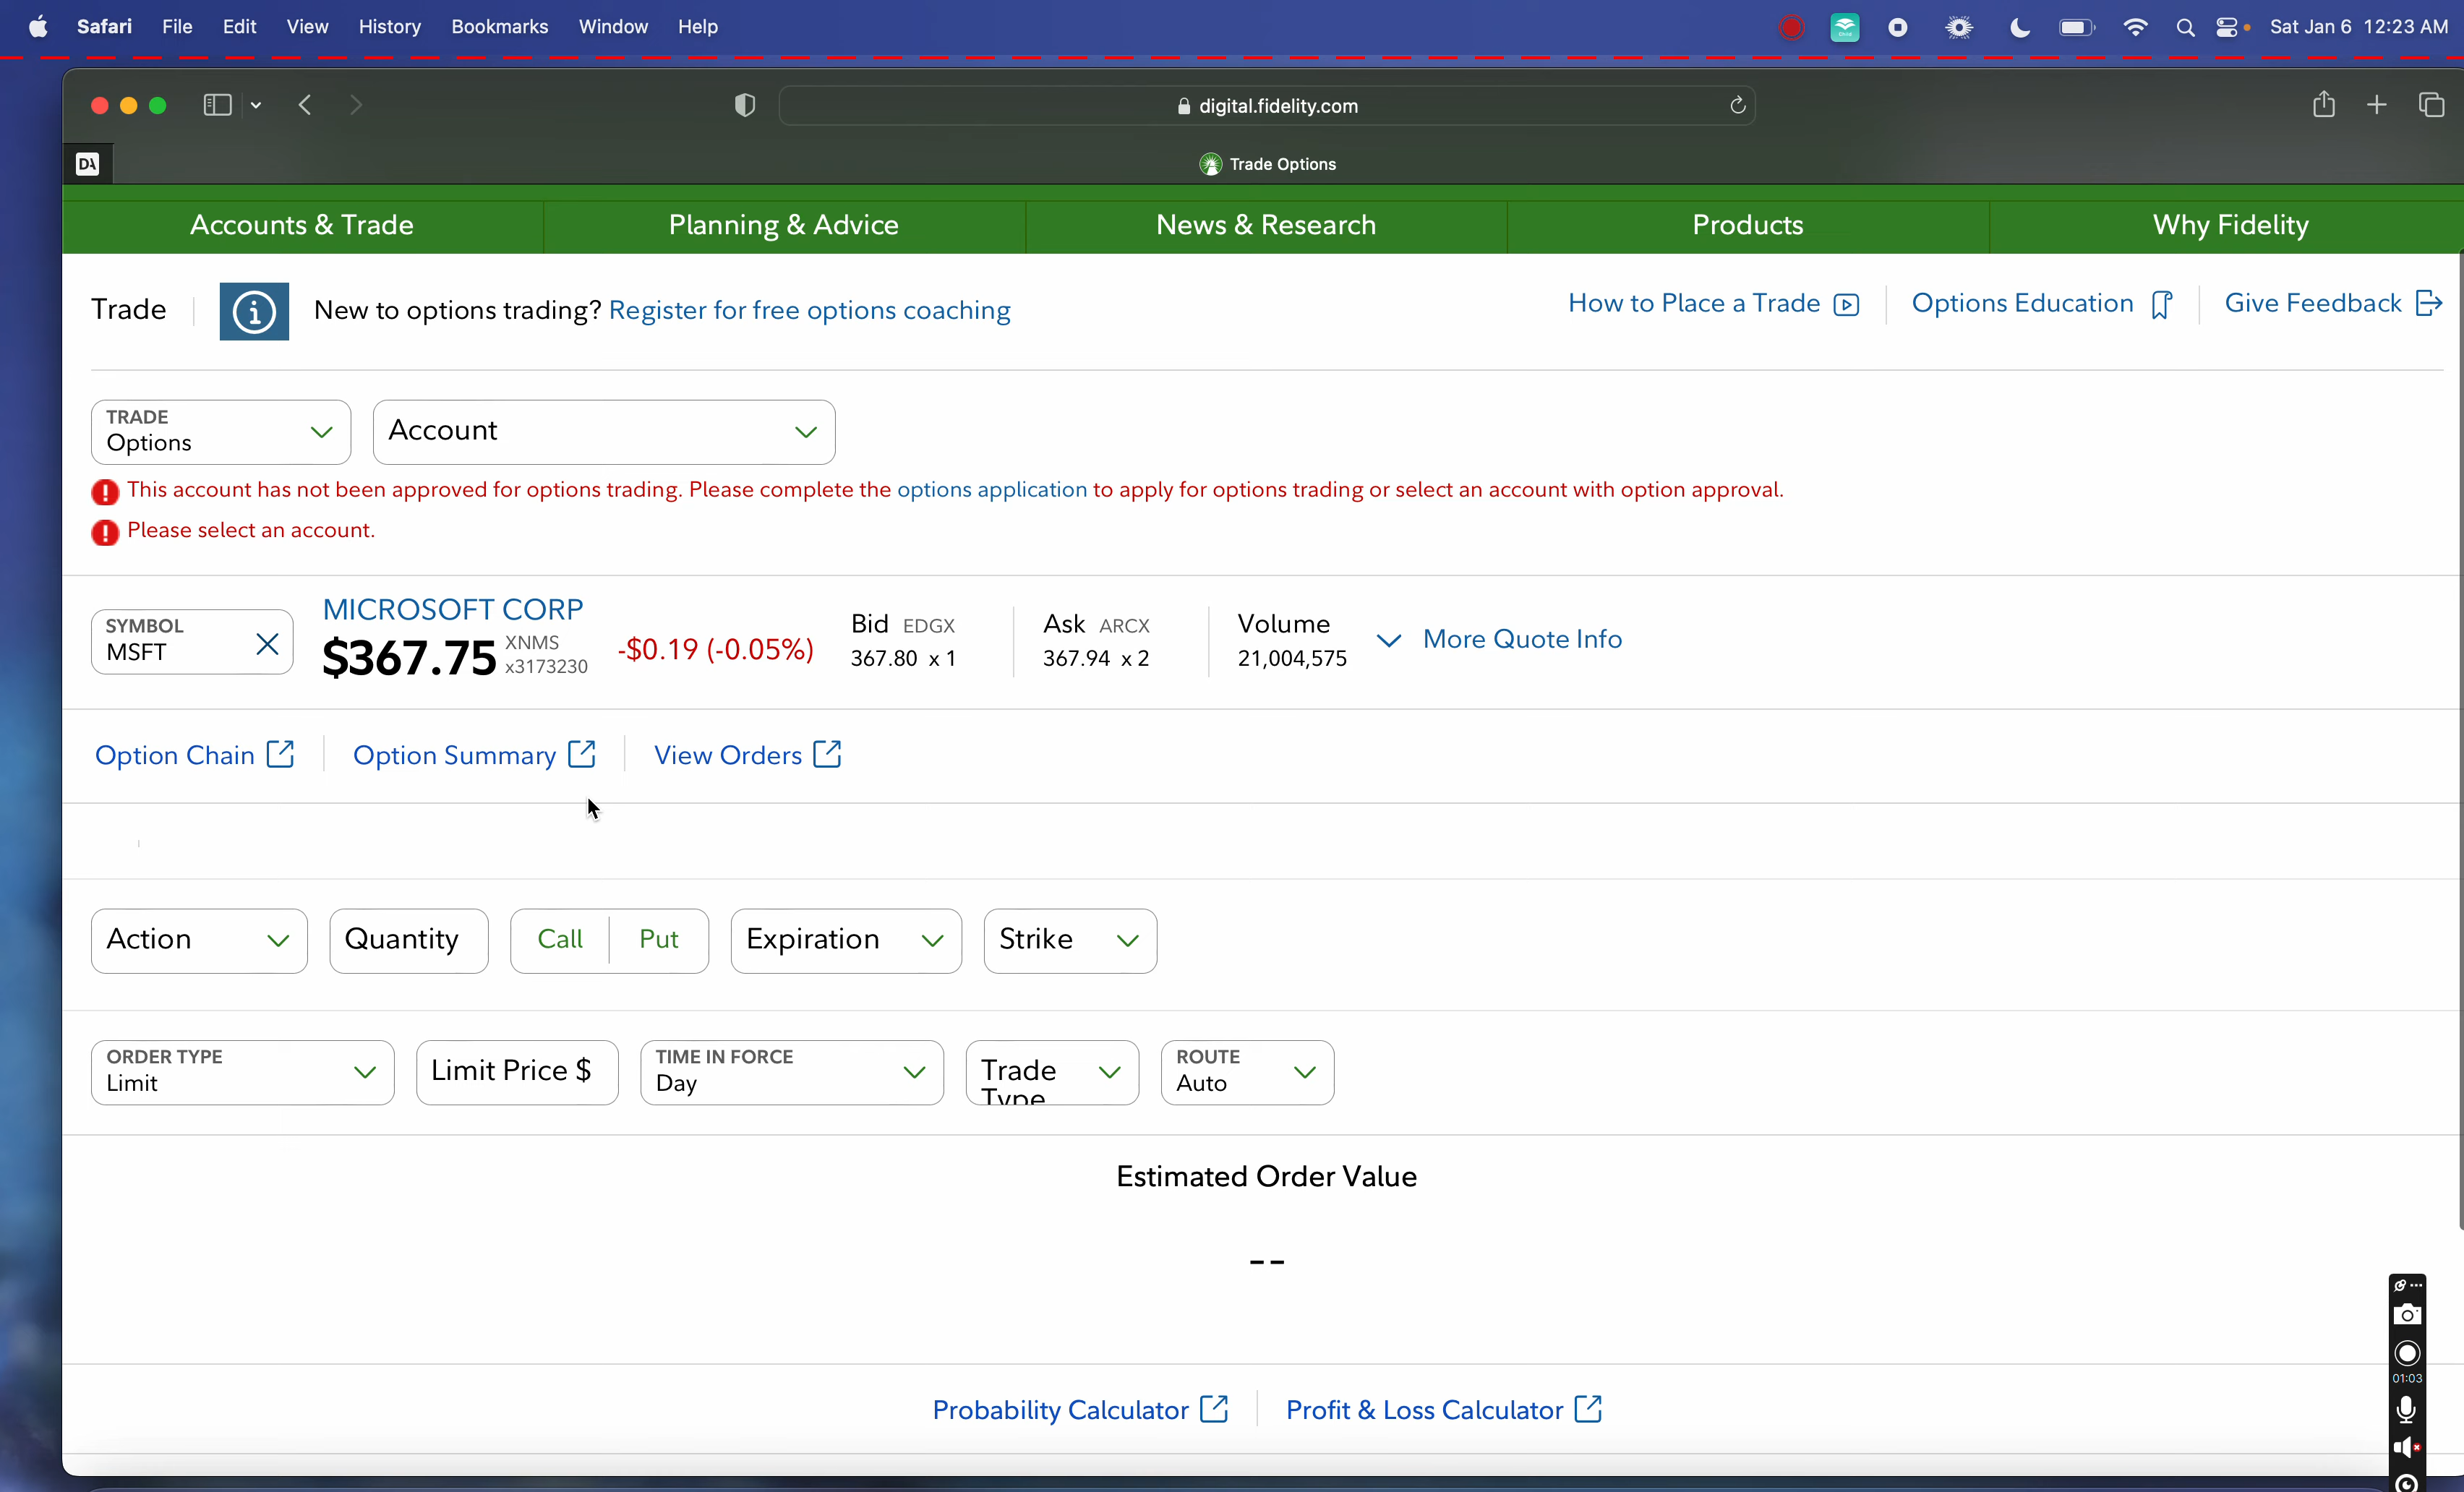 Safari File Edit View History Bookmarks Window Help Sat Jan 6 12:23 AM
digital.fidelity.com
Trade Options
Accounts & Trade Planning & Advice News & Research Products Why Fidelity
Trade New to options trading? Register for free options coaching How to Place a Trade Options Education Give Feedback
TRADE
Options
Account
This account has not been approved for options trading. Please complete the options application to apply for options trading or select an account with option approval.
Please select an account.
SYMBOL
MSFT
MICROSOFT CORP
$367.75 XNMS
x3173230
-$0.19 (-0.05%)
Bid EDGX
367.80 x 1
Ask ARCX
367.94 x 2
Volume
21,004,575
More Quote Info
Option Chain Option Summary View Orders
Action Quantity Call Put Expiration Strike
ORDER TYPE
Limit
Limit Price $
TIME IN FORCE
Day
Trade
Type
ROUTE
Auto
Estimated Order Value
--
Probability Calculator Profit & Loss Calculator
01:03